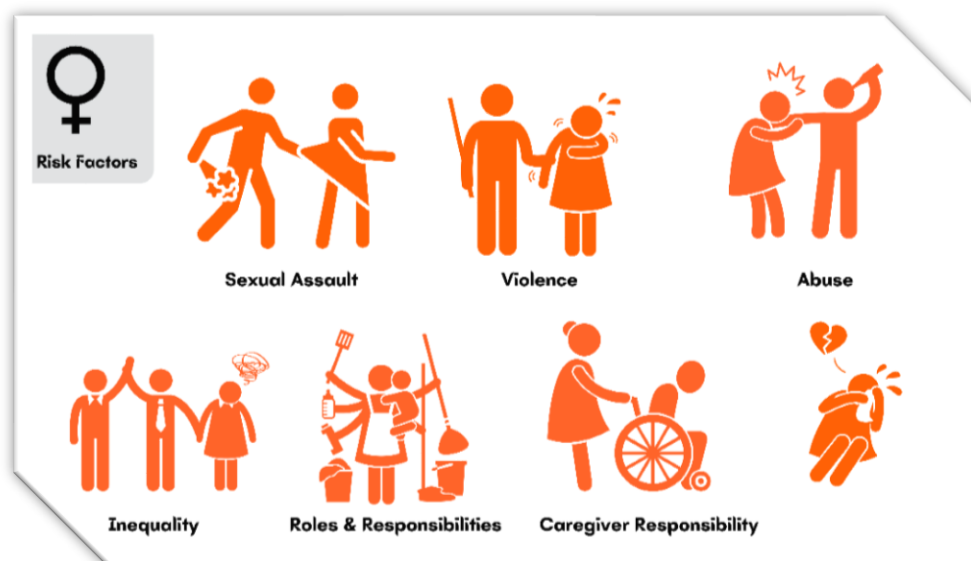 Risk Factors
Sexual Assault
Violence
Abuse
Inequality
Roles & Responsibilities
Caregiver Responsibility